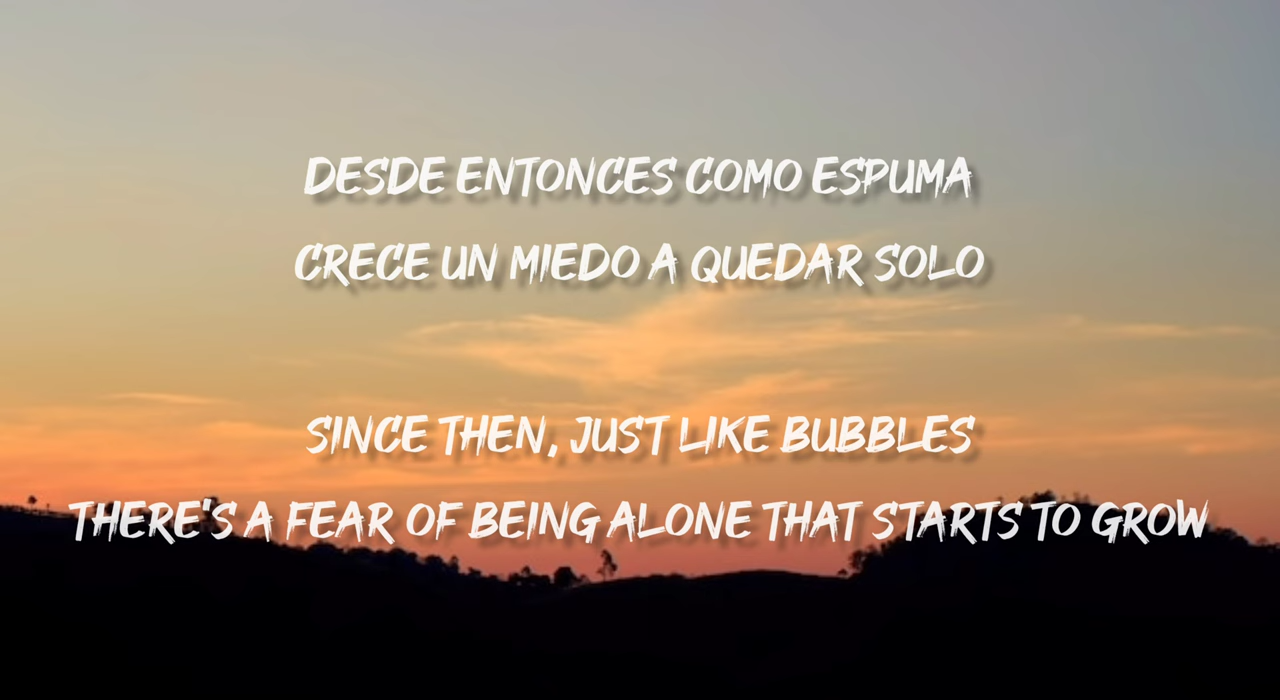 DESDE ENTONCES COMO ESPUMA
CRECE UN MIEDO A QUEDAR SOLO
SINCE THEN, JUST LIKE BUBBLES
THERE'S A FEAR OF BEING ALONE THAT STARTS TO GROW